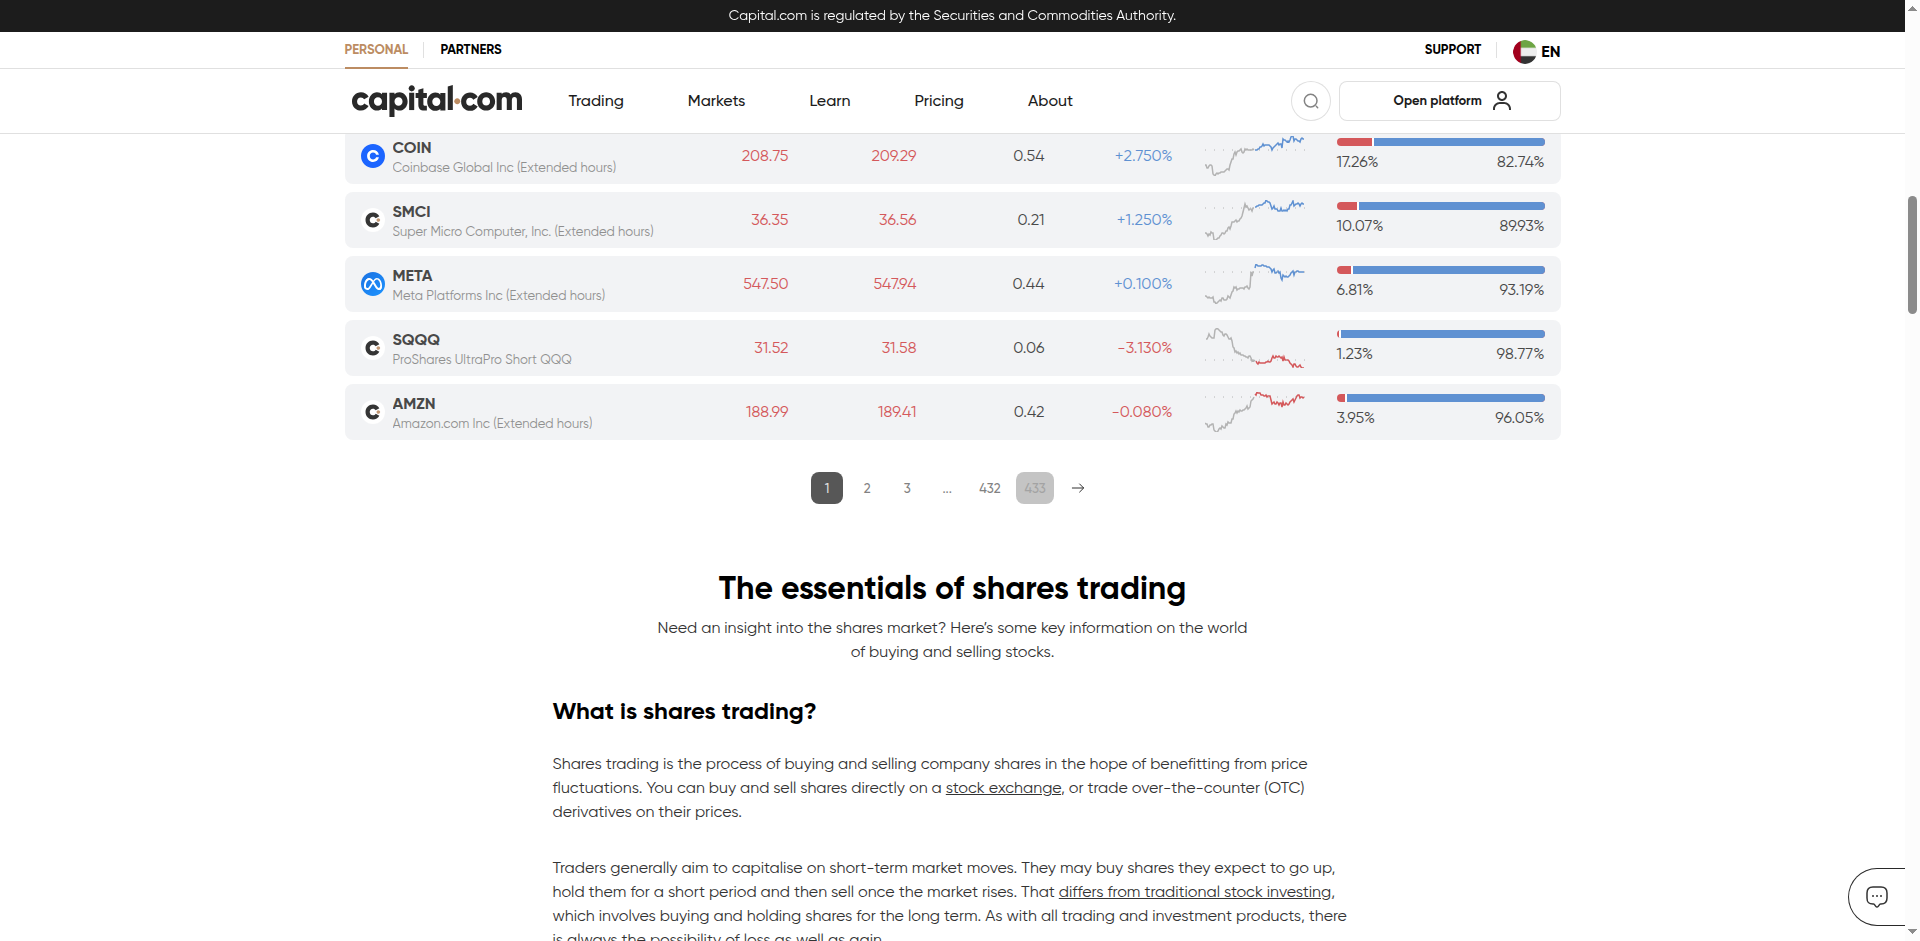 Capital.com is regulated by the Securities and Commodities Authority.
PERSONAL PARTNERS SUPPORT EN
capital.com Trading Markets Learn Pricing About Open platform
COIN
Coinbase Global Inc (Extended hours)
208.75 209.29 0.54 +2.750% 17.26% 82.74%
SMCI
Super Micro Computer, Inc. (Extended hours)
36.35 36.56 0.21 +1.250% 10.07% 89.93%
META
Meta Platforms Inc (Extended hours)
547.50 547.94 0.44 +0.100% 6.81% 93.19%
SQQQ
ProShares UltraPro Short QQQ
31.52 31.58 0.06 -3.130% 1.23% 98.77%
AMZN
Amazon.com Inc (Extended hours)
188.99 189.41 0.42 -0.080% 3.95% 96.05%
1 2 3 ... 432 433
The essentials of shares trading
Need an insight into the shares market? Here's some key information on the world
of buying and selling stocks.
What is shares trading?
Shares trading is the process of buying and selling company shares in the hope of benefitting from price
fluctuations. You can buy and sell shares directly on a stock exchange, or trade over-the-counter (OTC)
derivatives on their prices.
Traders generally aim to capitalise on short-term market moves. They may buy shares they expect to go up,
hold them for a short period and then sell once the market rises. That differs from traditional stock investing,
which involves buying and holding shares for the long term. As with all trading and investment products, there
is always the possibility of loss as well as gain.